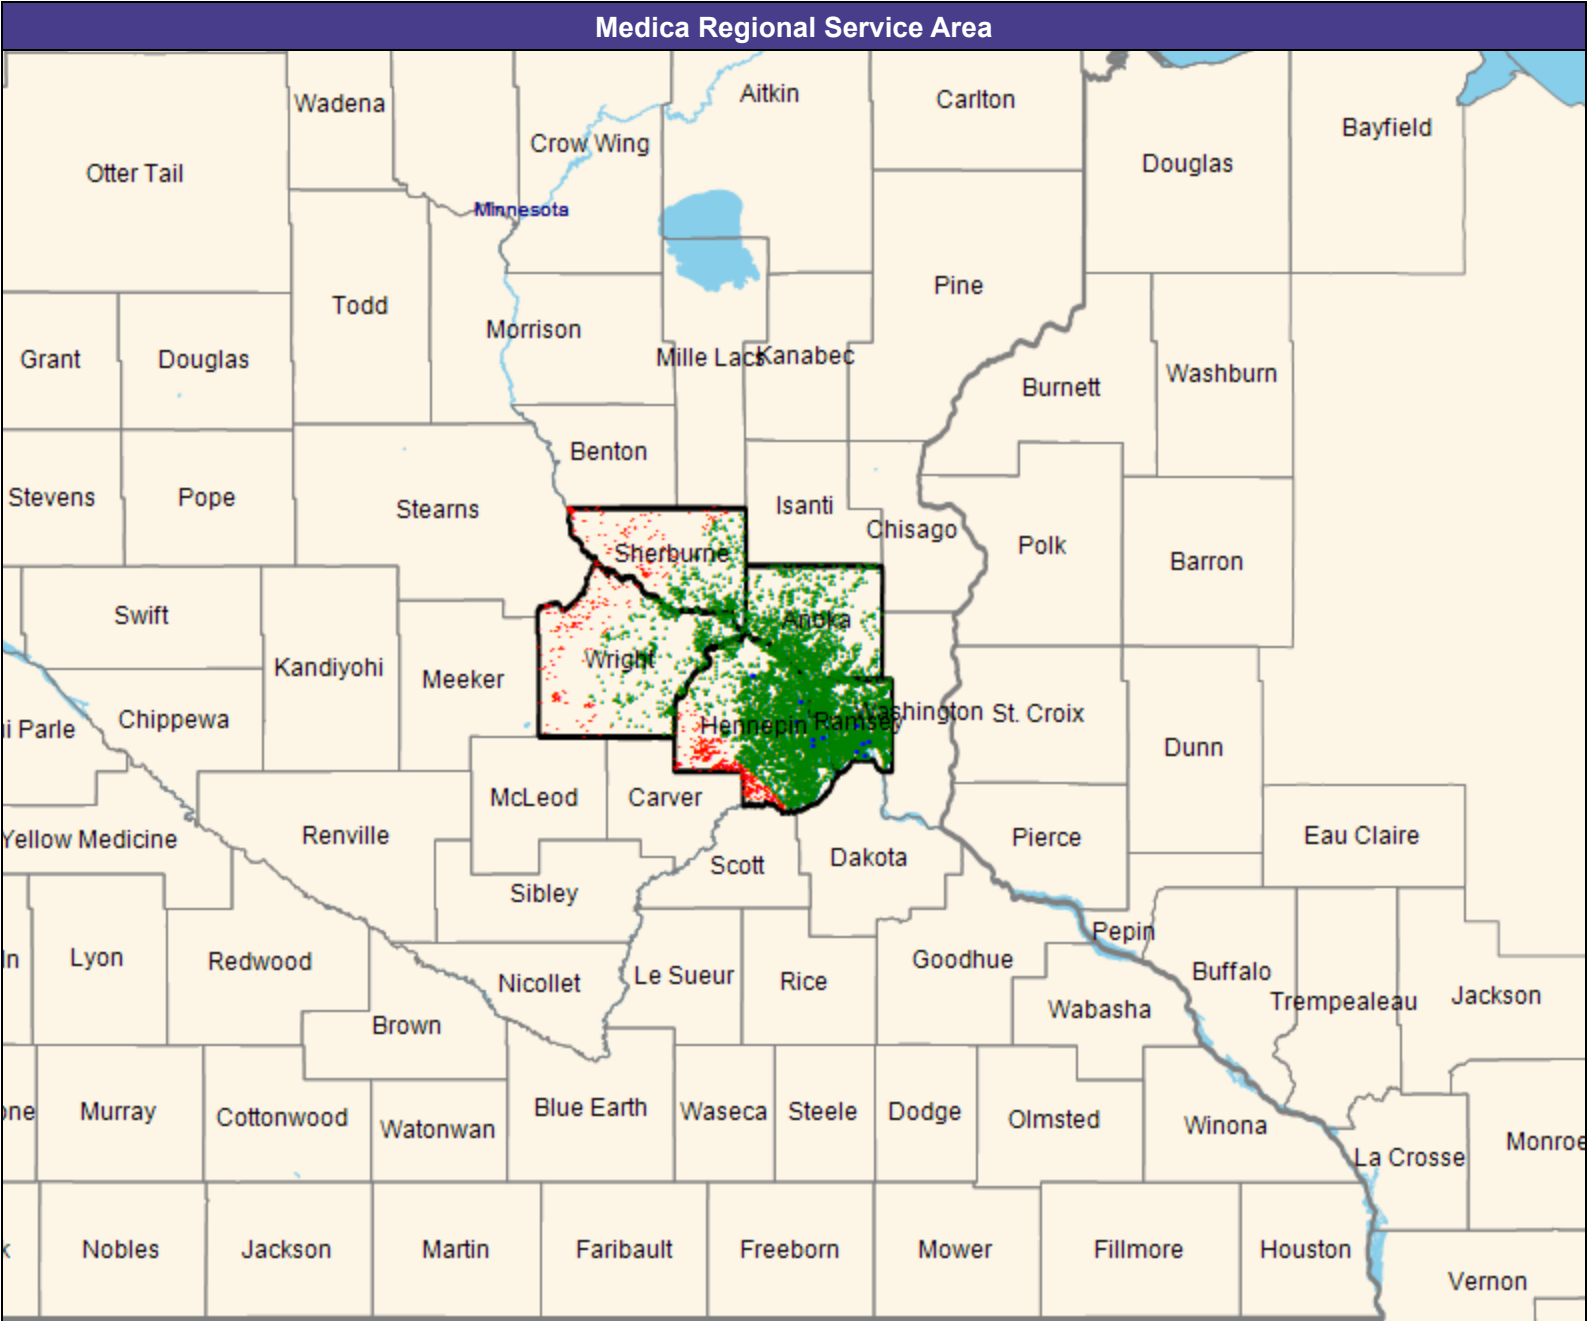 Medica Regional Service Area
Aitkin
Carlton
Wadena
Bayfield
Crow Wing
Douglas
Otter Tail
Minnesota
Pine
Todd
Morrison
Mille Lacs
Kanabec
Grant
Douglas
Burnett
Washburn
Benton
Stevens
Pope
Stearns
Isanti
Chisago
Polk
Barron
Sherburne
Swift
Anoka
Kandiyohi
Meeker
Wright
Chippewa
i Parle
Hennepin
Ramsey
Washington
St. Croix
Dunn
McLeod
Carver
Yellow Medicine
Renville
Pierce
Eau Claire
Scott
Dakota
Sibley
Pepin
ln
Lyon
Redwood
Nicollet
Le Sueur
Rice
Goodhue
Buffalo
Trempealeau
Jackson
Wabasha
Brown
one
Murray
Cottonwood
Watonwan
Blue Earth
Waseca
Steele
Dodge
Olmsted
Winona
La Crosse
Monroe
k
Nobles
Jackson
Martin
Faribault
Freeborn
Mower
Fillmore
Houston
Vernon